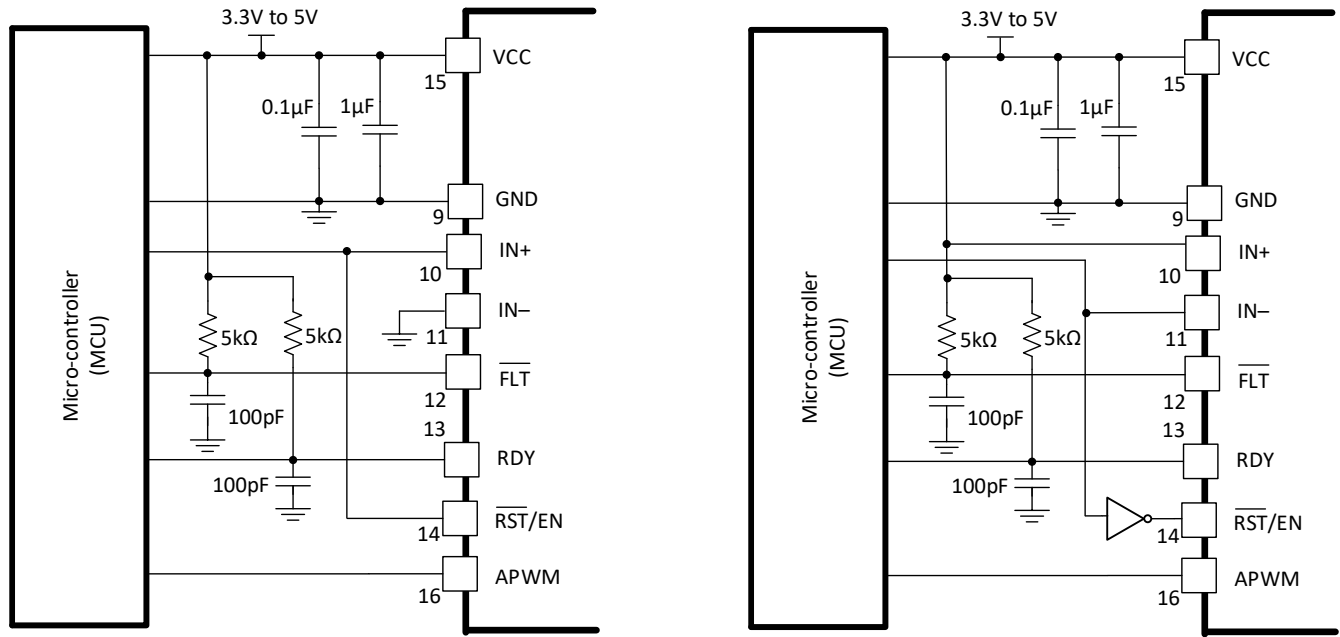 3.3V to 5V
VCC
15
0.1µF
1µF
GND
9
IN+
10
IN–
11
5kΩ
5kΩ
FLT
12
100pF
13
RDY
100pF
RST/EN
14
APWM
16
Micro-controller
(MCU)
3.3V to 5V
VCC
15
0.1µF
1µF
GND
9
IN+
10
IN–
11
5kΩ
5kΩ
FLT
12
100pF
13
RDY
100pF
RST/EN
14
APWM
16
Micro-controller
(MCU)